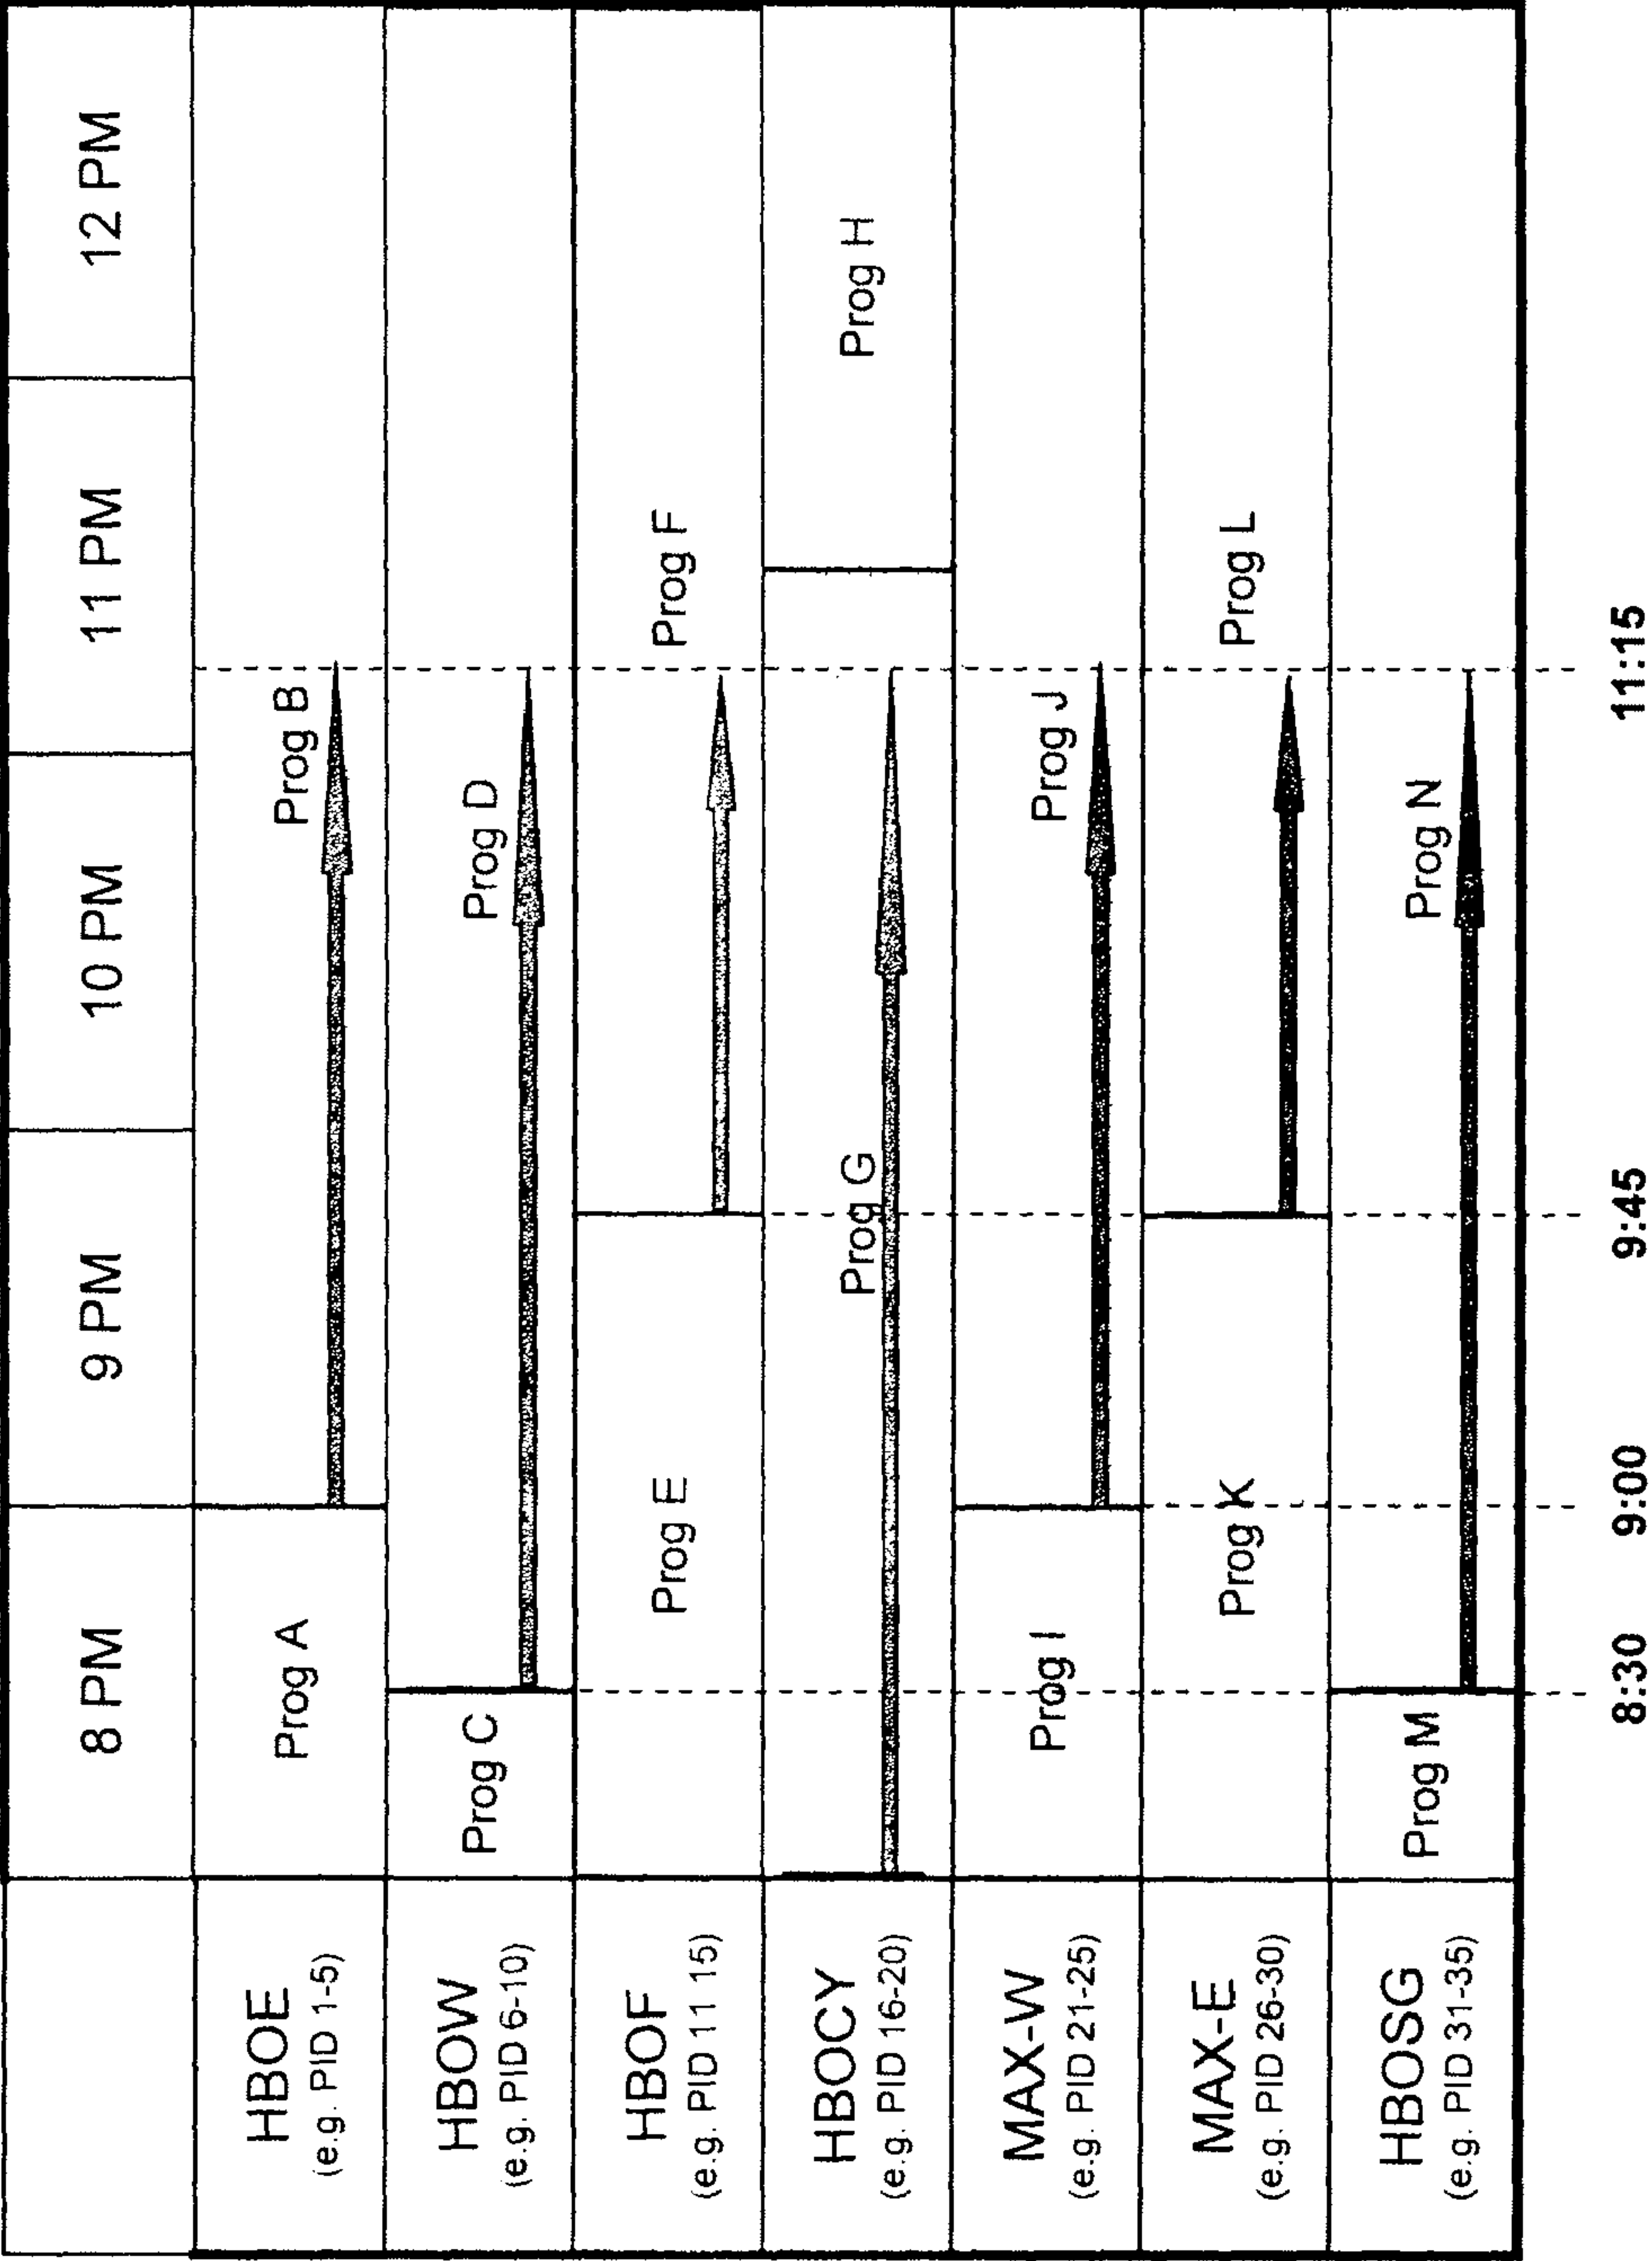 8 PM
9 PM
10 PM
11 PM
12 PM
HBOE
(e.g. PID 1-5)
Prog A
Prog B
HBOW
(e.g. PID 6-10)
Prog C
Prog D
HBOF
(e.g. PID 11 15)
Prog E
Prog F
HBOCY
(e.g. PID 16-20)
Prog G
Prog H
MAX-W
(e.g. PID 21-25)
Prog I
Prog J
MAX-E
(e.g. PID 26-30)
Prog K
Prog L
HBOSG
(e.g. PID 31-35)
Prog M
Prog N
8:30
9:00
9:45
11:15